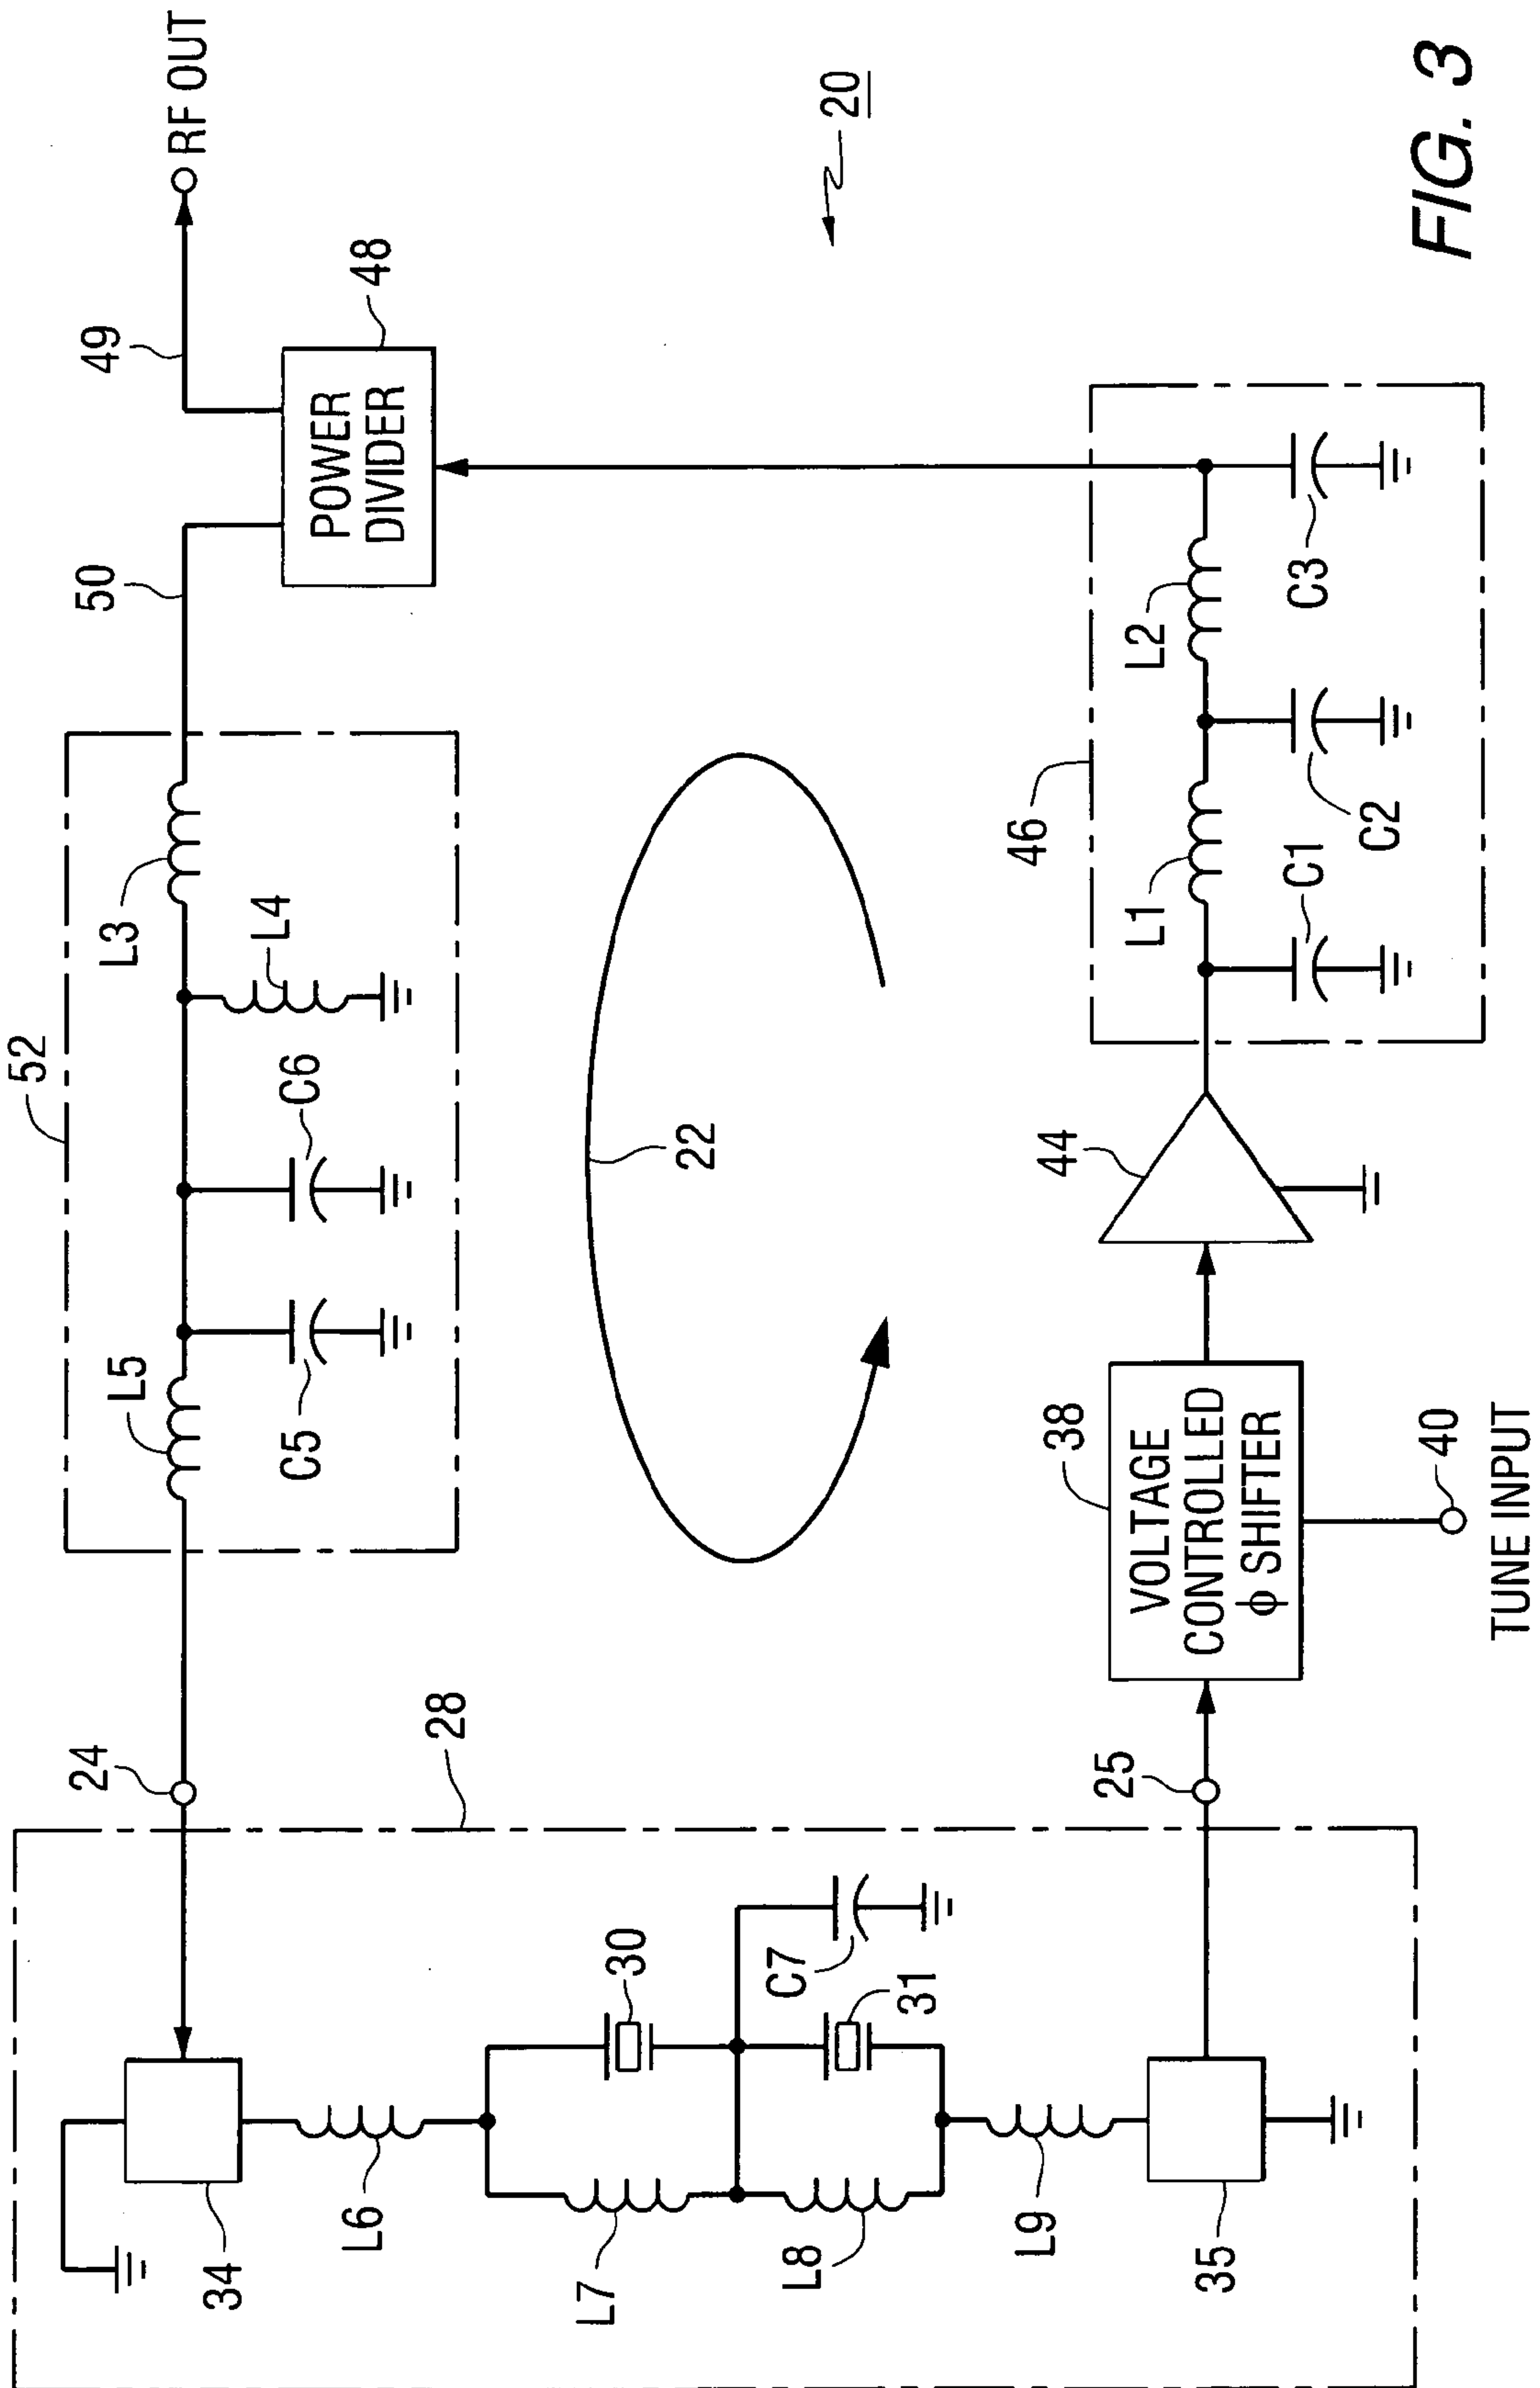 52
L5
C5
C6
L4
L3
50
49
RF OUT
POWER
DIVIDER
48
24
28
34
L6
L7
30
C7
31
L8
L9
35
25
22
20
38
VOLTAGE
CONTROLLED
ϕ SHIFTER
40
TUNE INPUT
44
46
L1
C1
C2
L2
C3
FIG. 3